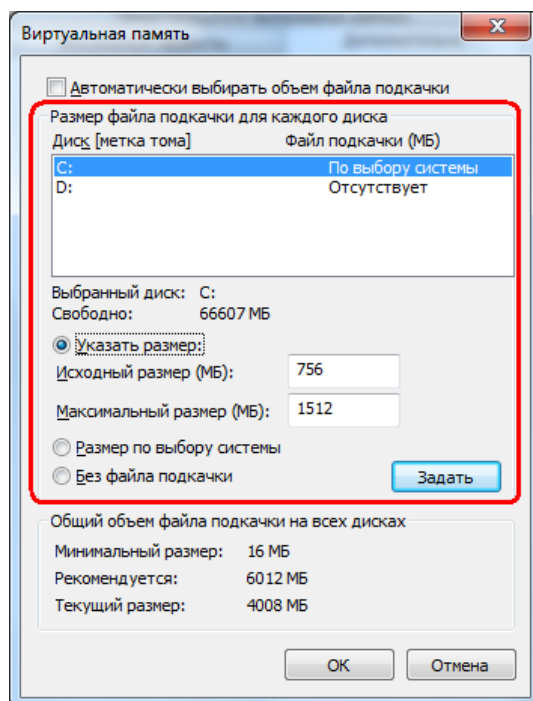 Виртуальная память
Автоматически выбирать объем файла подкачки
Размер файла подкачки для каждого диска
Диск [метка тома] Файл подкачки (МБ)
C: По выбору системы
D: Отсутствует
Выбранный диск: C:
Свободно: 66607 МБ
Указать размер:
Исходный размер (МБ): 756
Максимальный размер (МБ): 1512
Размер по выбору системы
Без файла подкачки Задать
Общий объем файла подкачки на всех дисках
Минимальный размер: 16 МБ
Рекомендуется: 6012 МБ
Текущий размер: 4008 МБ
ОК Отмена